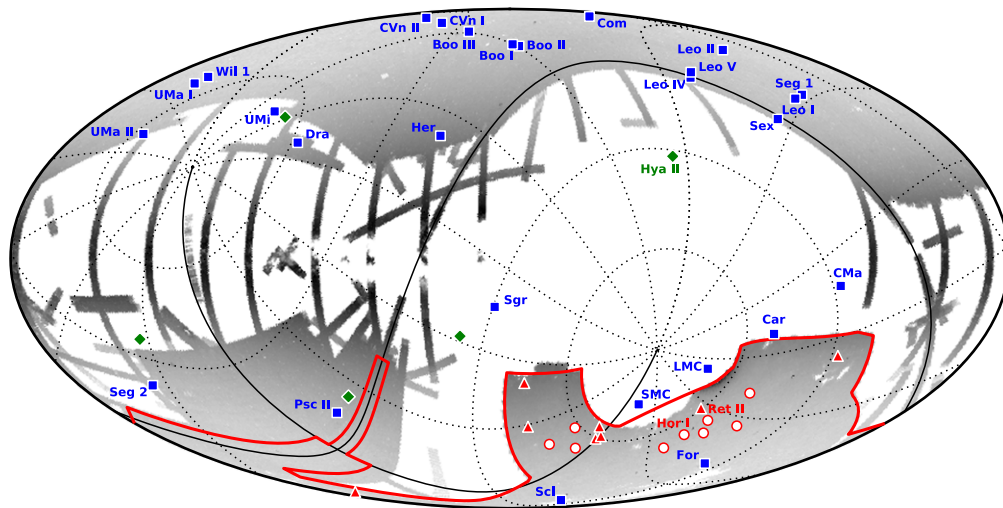 CVn II
CVn I
Com
Boo III
Boo I
Boo II
Leo II
Wil 1
Leo V
UMa I
Leo IV
Seg 1
Leo I
UMi
UMa II
Dra
Her
Sex
Hya II
CMa
Sgr
Car
LMC
Seg 2
Psc II
SMC
Ret II
Hor I
For
Scl